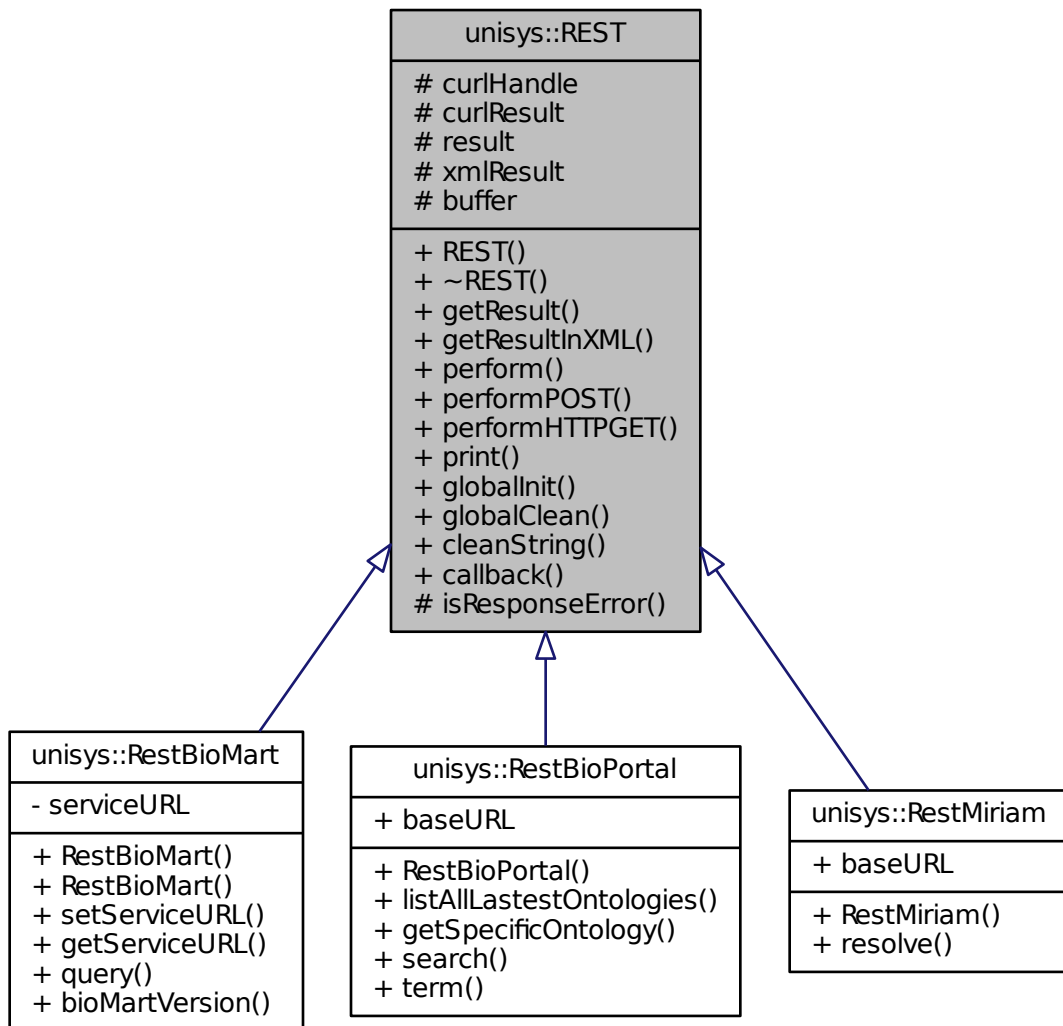 unisys::REST
# curlHandle
# curlResult
# result
# xmlResult
# buffer
+ REST()
+ ~REST()
+ getResult()
+ getResultInXML()
+ perform()
+ performPOST()
+ performHTTPGET()
+ print()
+ globalInit()
+ globalClean()
+ cleanString()
+ callback()
# isResponseError()
unisys::RestBioMart
- serviceURL
+ RestBioMart()
+ RestBioMart()
+ setServiceURL()
+ getServiceURL()
+ query()
+ bioMartVersion()
unisys::RestBioPortal
+ baseURL
+ RestBioPortal()
+ listAllLastestOntologies()
+ getSpecificOntology()
+ search()
+ term()
unisys::RestMiriam
+ baseURL
+ RestMiriam()
+ resolve()